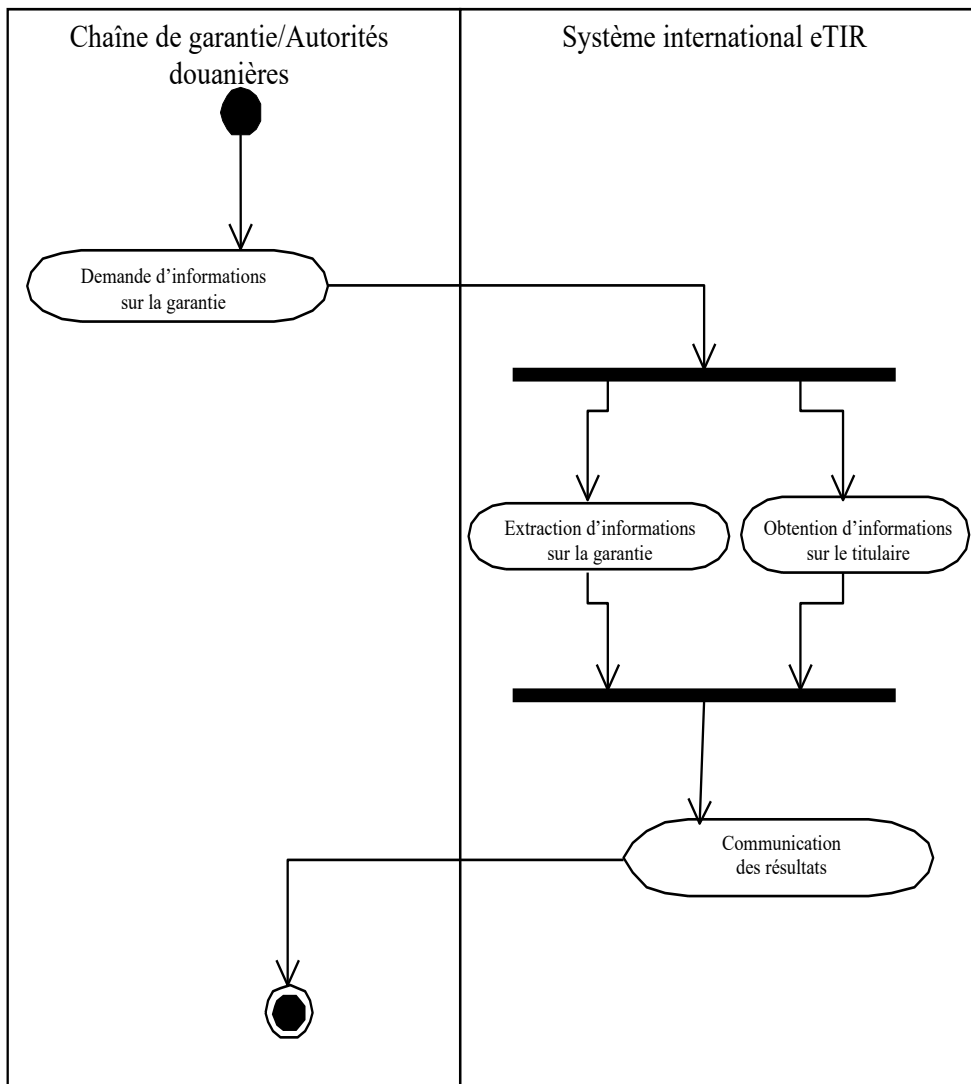 Chaîne de garantie/Autorités
douanières
Système international eTIR
Demande d’informations
sur la garantie
Extraction d’informations
sur la garantie
Obtention d’informations
sur le titulaire
Communication
des résultats